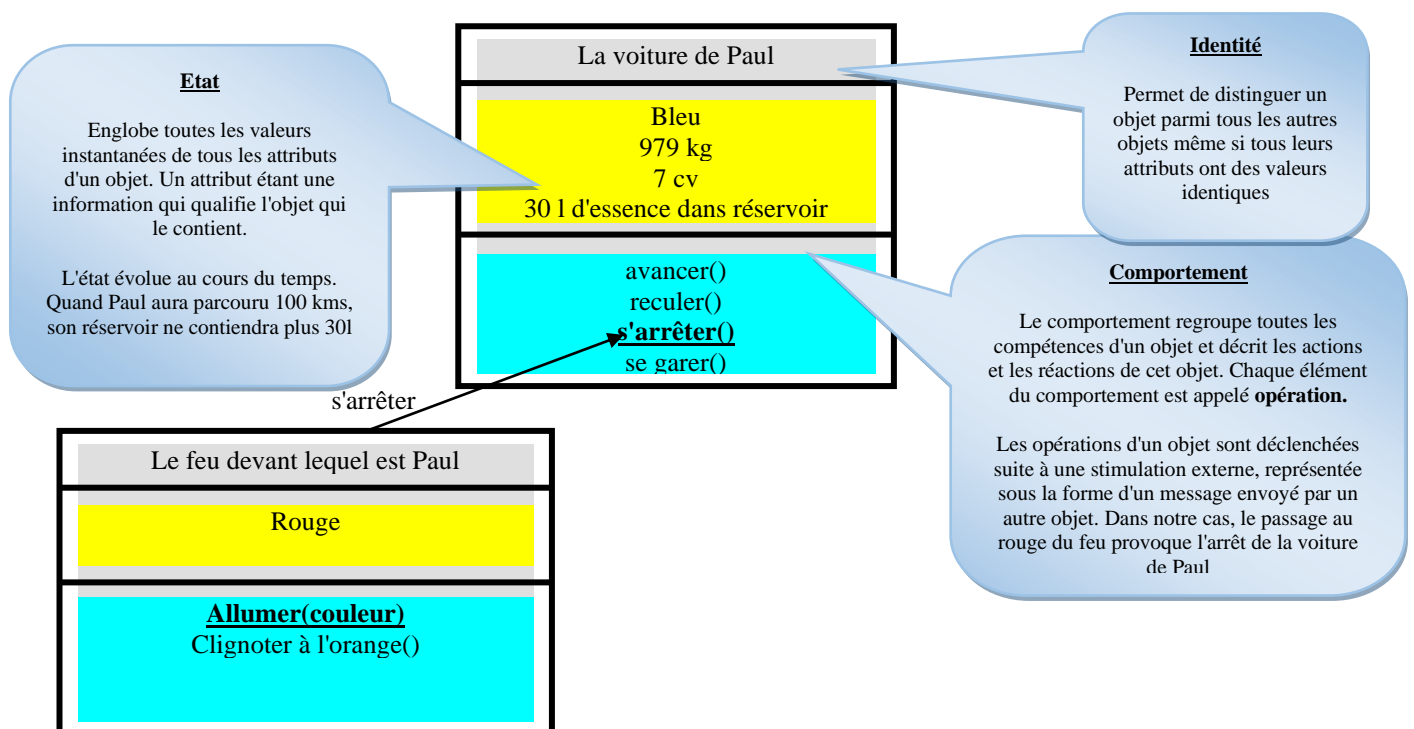 Etat
Englobe toutes les valeurs
instantanées de tous les attributs
d'un objet. Un attribut étant une
information qui qualifie l'objet qui
le contient.
L'état évolue au cours du temps.
Quand Paul aura parcouru 100 kms,
son réservoir ne contiendra plus 30l
La voiture de Paul
Bleu
979 kg
7 cv
30 l d'essence dans réservoir
avancer()
reculer()
s'arrêter()
se garer()
Identité
Permet de distinguer un
objet parmi tous les autres
objets même si tous leurs
attributs ont des valeurs
identiques
Comportement
Le comportement regroupe toutes les
compétences d'un objet et décrit les actions
et les réactions de cet objet. Chaque élément
du comportement est appelé opération.
Les opérations d'un objet sont déclenchées
suite à une stimulation externe, représentée
sous la forme d'un message envoyé par un
autre objet. Dans notre cas, le passage au
rouge du feu provoque l'arrêt de la voiture
de Paul
s'arrêter
Le feu devant lequel est Paul
Rouge
Allumer(couleur)
Clignoter à l'orange()